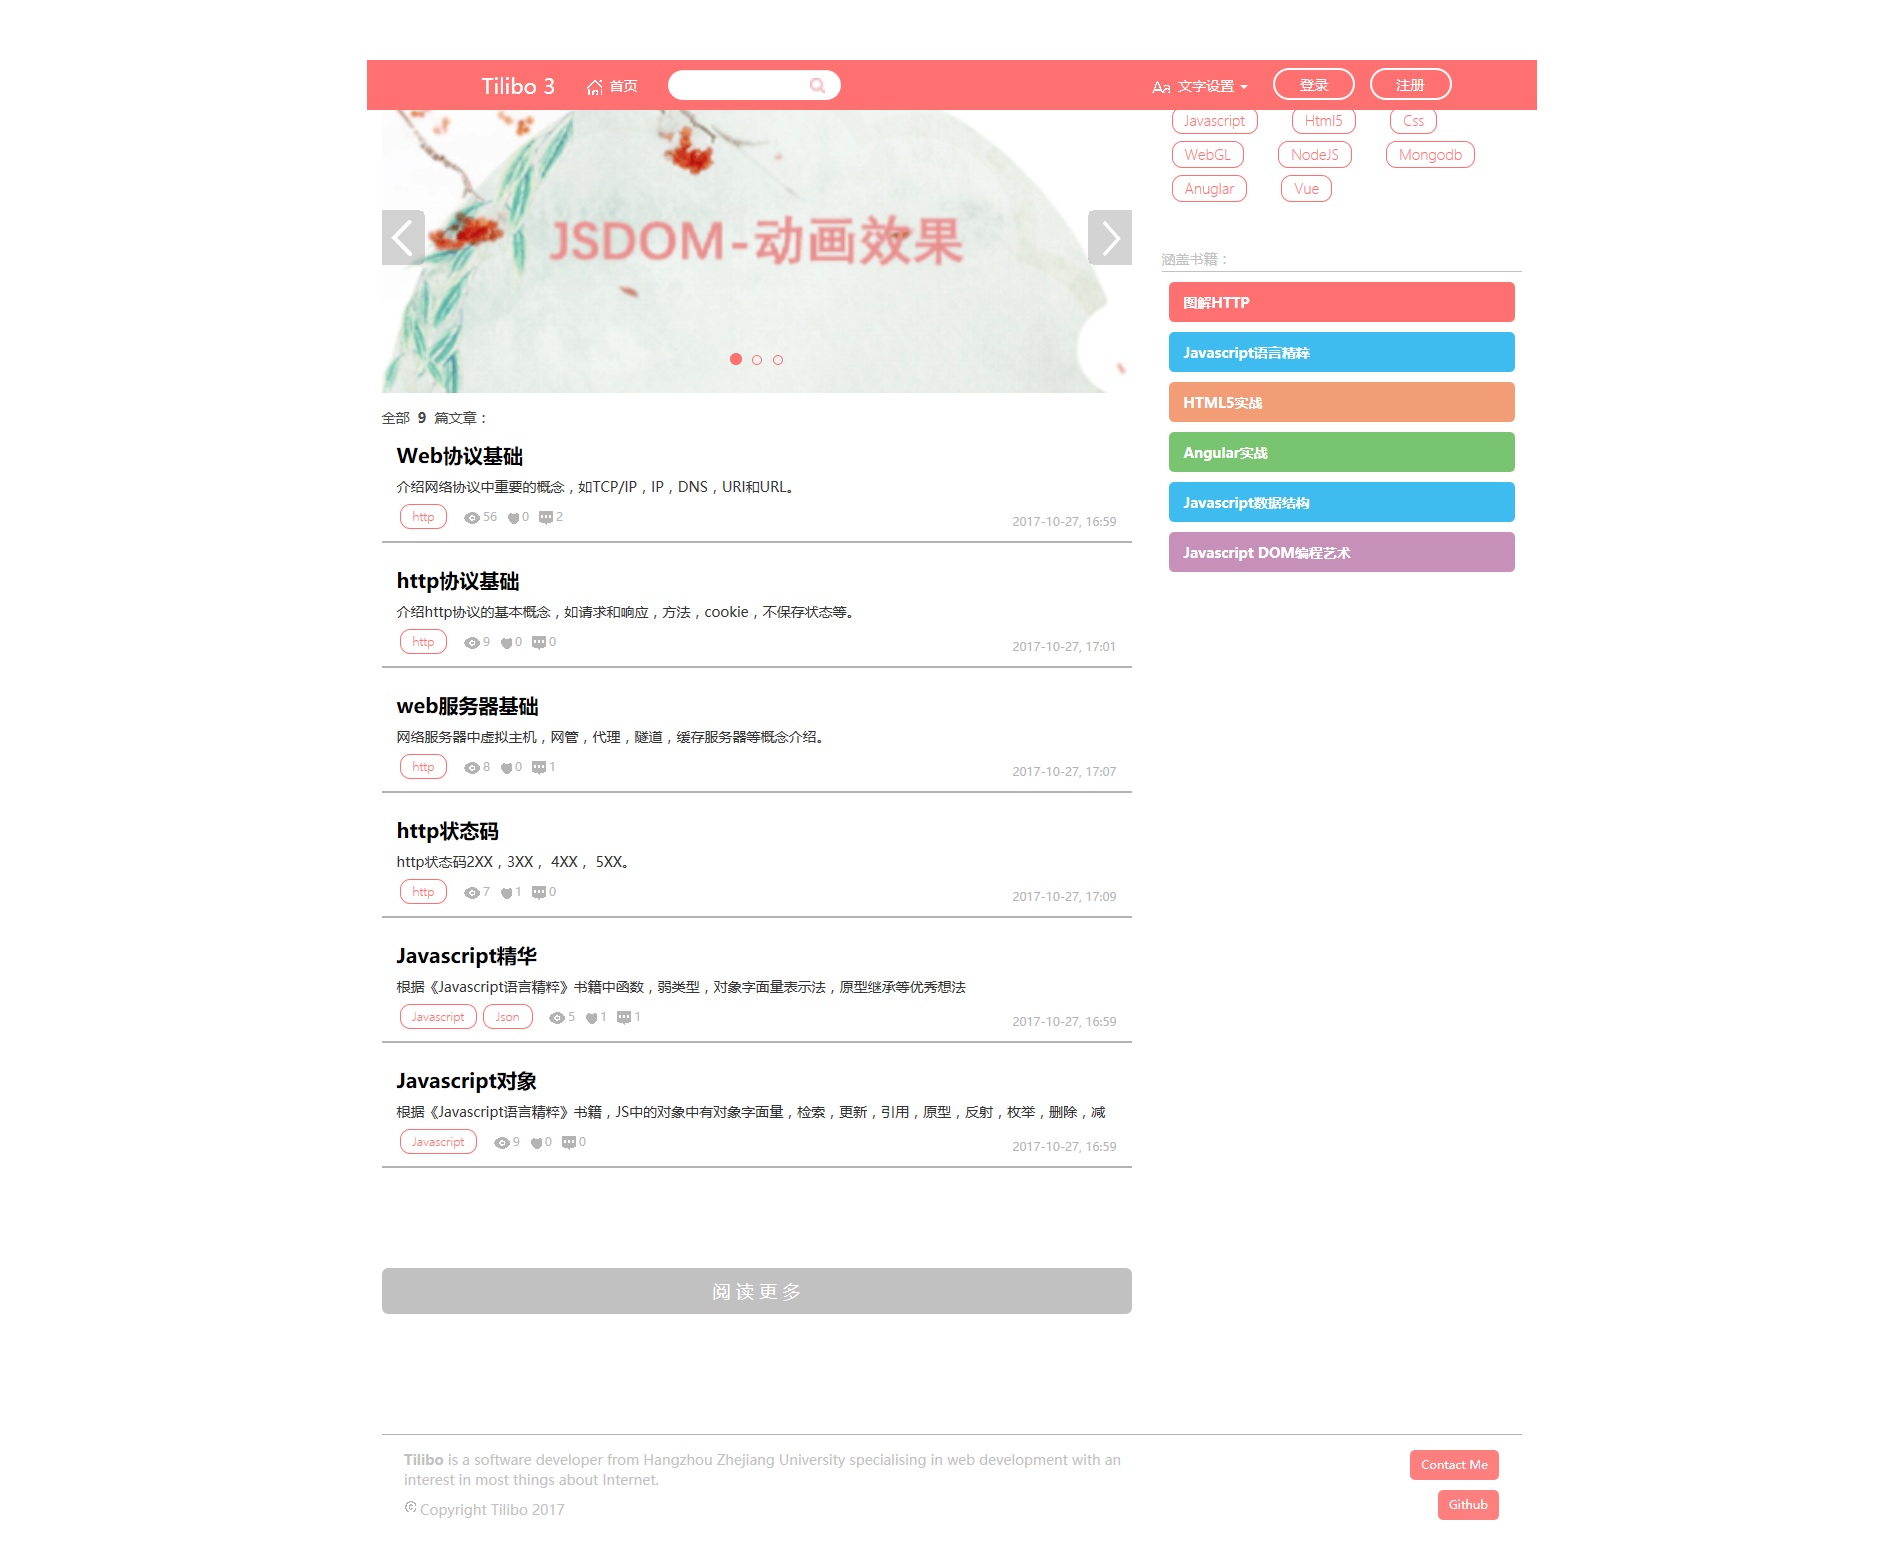 Tilibo 3 首页 Aa 文字设置 登录 注册
Javascript Html5 Css
WebGL NodeJS Mongodb
Anuglar Vue
JSDOM-动画效果
涵盖书籍：
图解HTTP
Javascript语言精粹
HTML5实战
Angular实战
Javascript数据结构
Javascript DOM编程艺术
全部 9 篇文章：
Web协议基础
介绍网络协议中重要的概念，如TCP/IP，IP，DNS，URI和URL。
http 56 0 2 2017-10-27, 16:59
http协议基础
介绍http协议的基本概念，如请求和响应，方法，cookie，不保存状态等。
http 9 0 0 2017-10-27, 17:01
web服务器基础
网络服务器中虚拟主机，网管，代理，隧道，缓存服务器等概念介绍。
http 8 0 1 2017-10-27, 17:07
http状态码
http状态码2XX，3XX， 4XX， 5XX。
http 7 1 0 2017-10-27, 17:09
Javascript精华
根据《Javascript语言精粹》书籍中函数，弱类型，对象字面量表示法，原型继承等优秀想法
Javascript Json 5 1 1 2017-10-27, 16:59
Javascript对象
根据《Javascript语言精粹》书籍，JS中的对象中有对象字面量，检索，更新，引用，原型，反射，枚举，删除，减
Javascript 9 0 0 2017-10-27, 16:59
阅读更多
Tilibo is a software developer from Hangzhou Zhejiang University specialising in web development with an
interest in most things about Internet.
© Copyright Tilibo 2017
Contact Me
Github